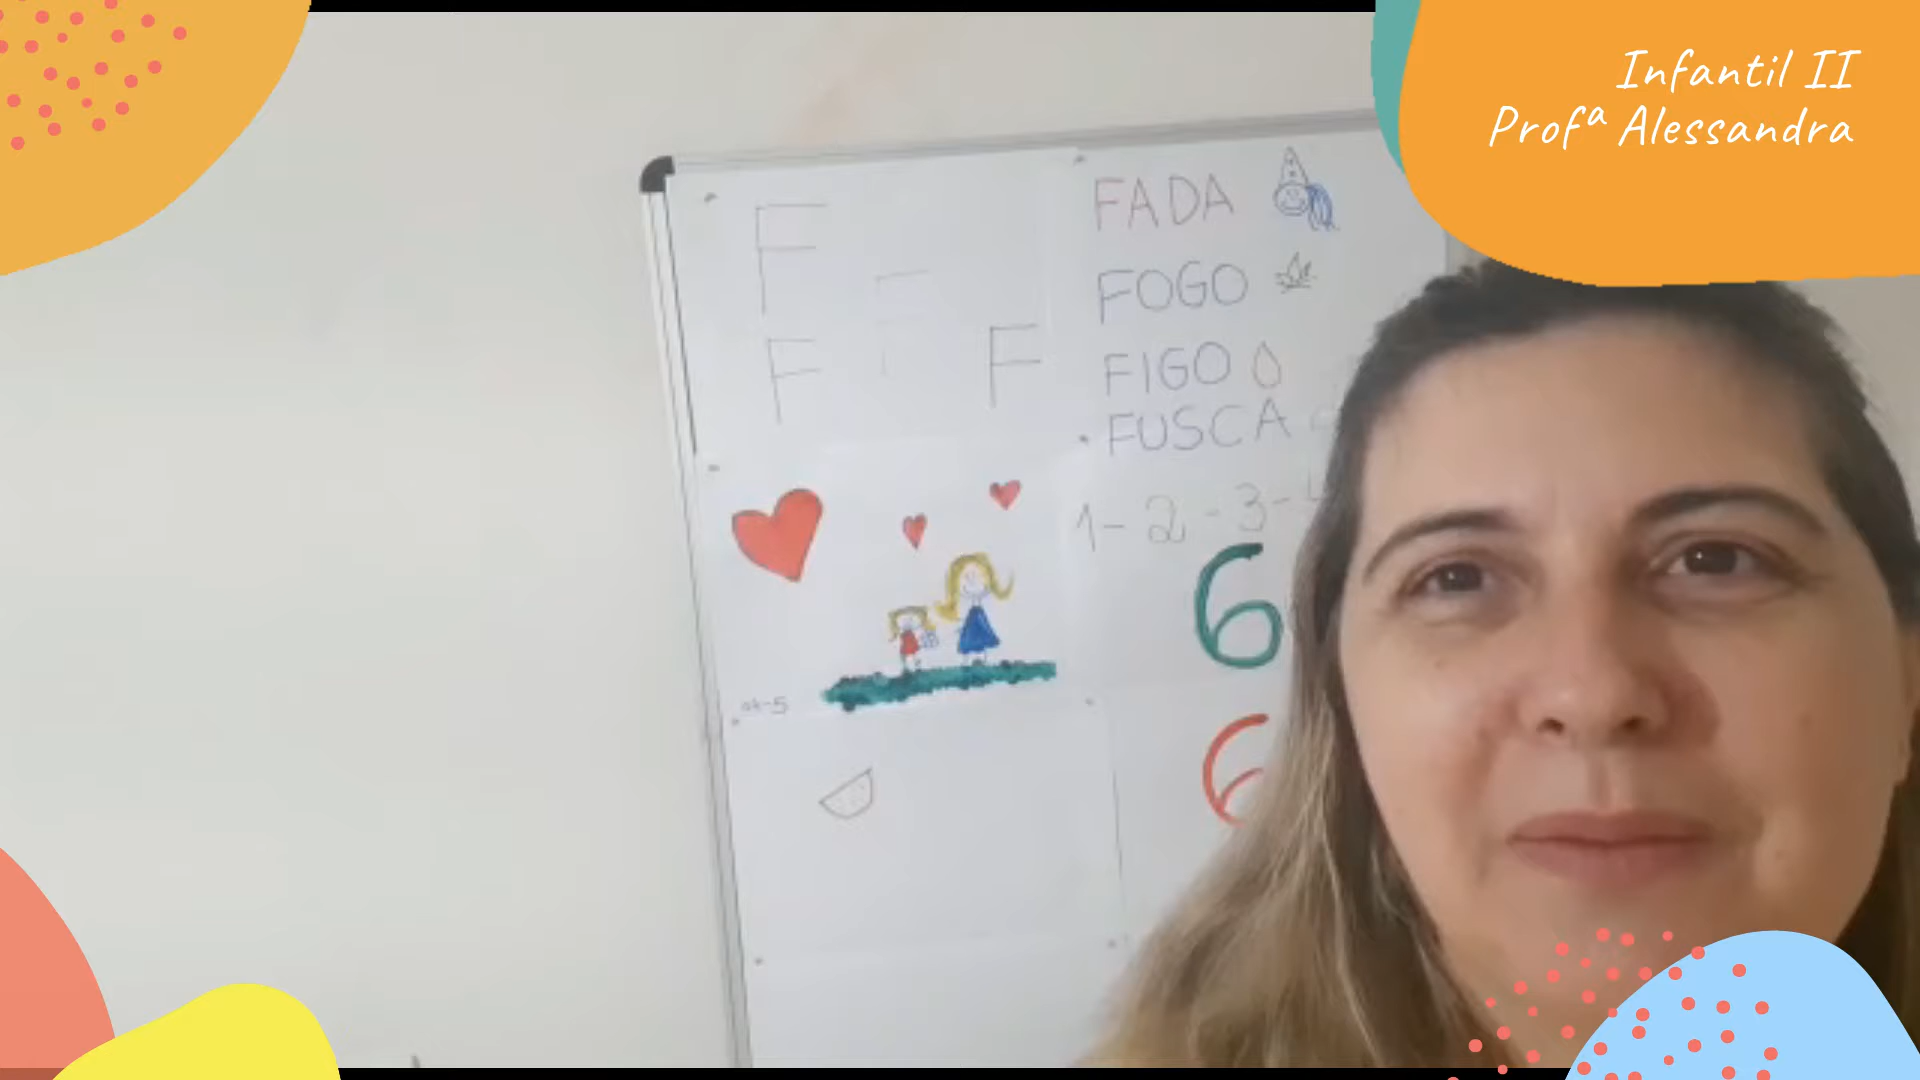 Infantil II
Profª Alessandra
F
F
F
F
FADA
FOGO
FIGO
FUSCA
1-2-3-
6
6